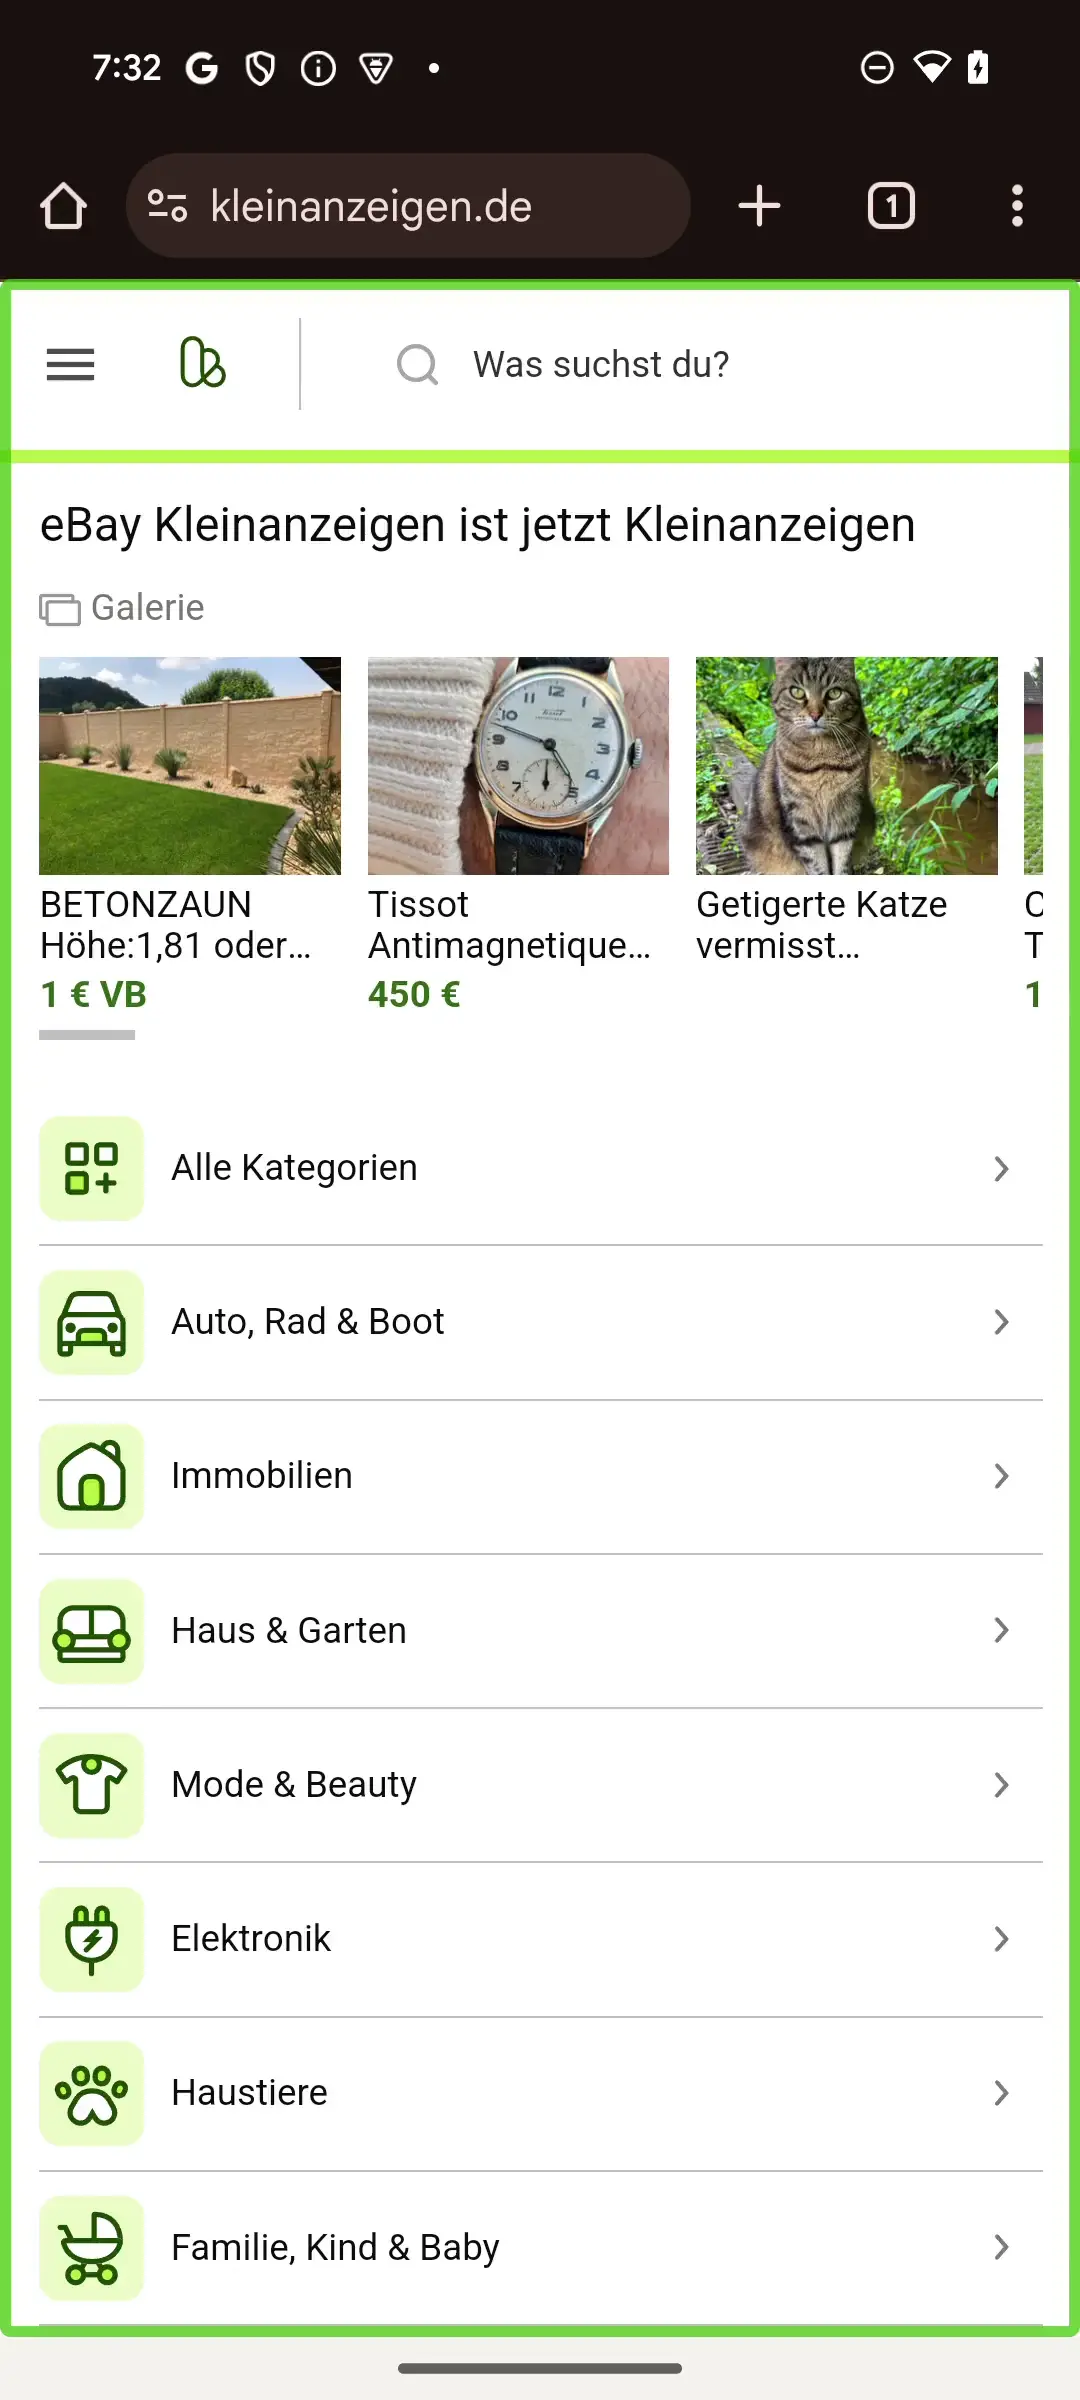 7:32
kleinanzeigen.de
1
Was suchst du?
eBay Kleinanzeigen ist jetzt Kleinanzeigen
Galerie
BETONZAUN
Höhe:1,81 oder...
1 € VB
Tissot
Antimagnetique...
450 €
Getigerte Katze
vermisst...
C
T
1
Alle Kategorien
Auto, Rad & Boot
Immobilien
Haus & Garten
Mode & Beauty
Elektronik
Haustiere
Familie, Kind & Baby